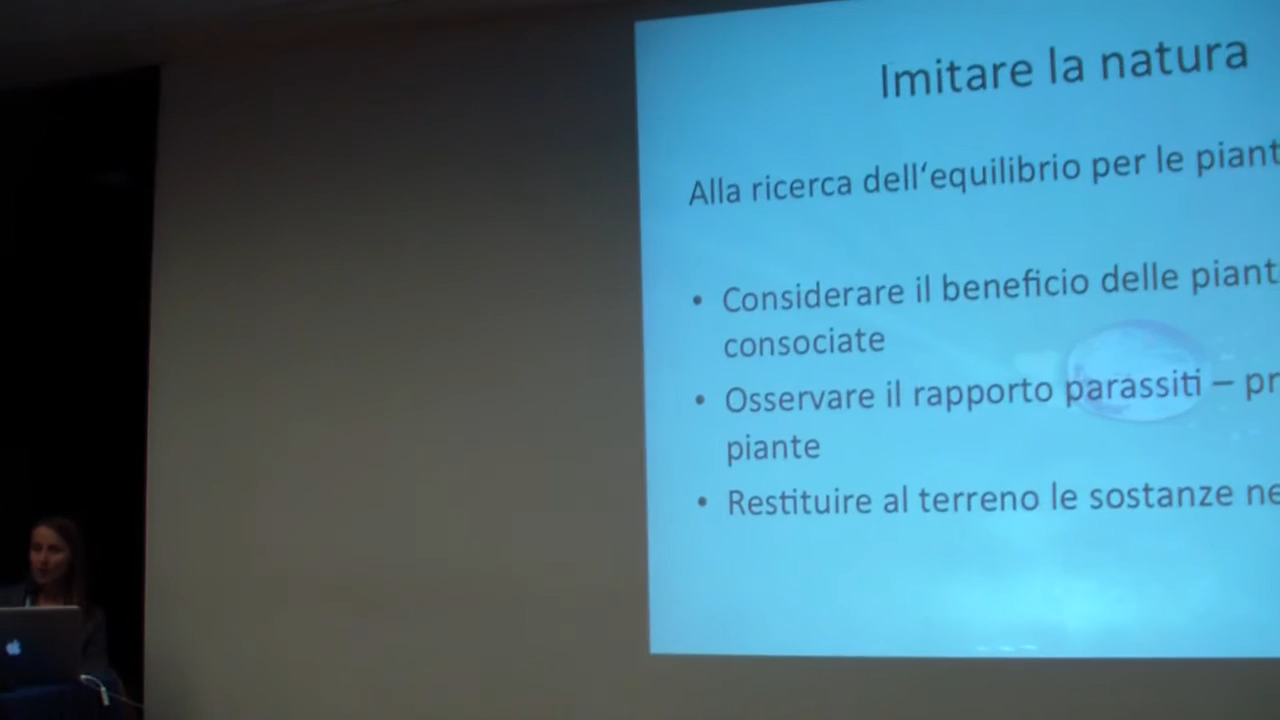 Imitare la natura
Alla ricerca dell‘equilibrio per le piant
• Considerare il beneficio delle piant
consociate
• Osservare il rapporto parassiti – pr
piante
• Restituire al terreno le sostanze ne